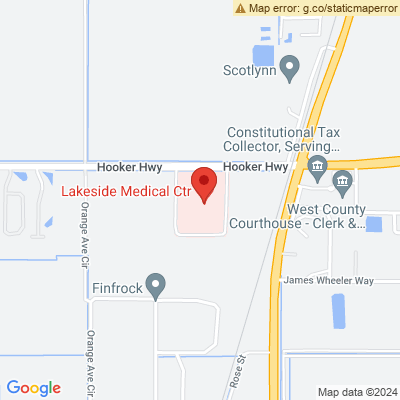 Map error: g.co/staticmaperror
Scotlynn
Constitutional Tax
Collector, Serving...
Hooker Hwy
Hooker Hwy
Lakeside Medical Ctr
West County
Courthouse - Clerk &...
Orange Ave Cir
James Wheeler Way
Finfrock
Orange Ave Cir.
Rose St
Google
Map data ©2024